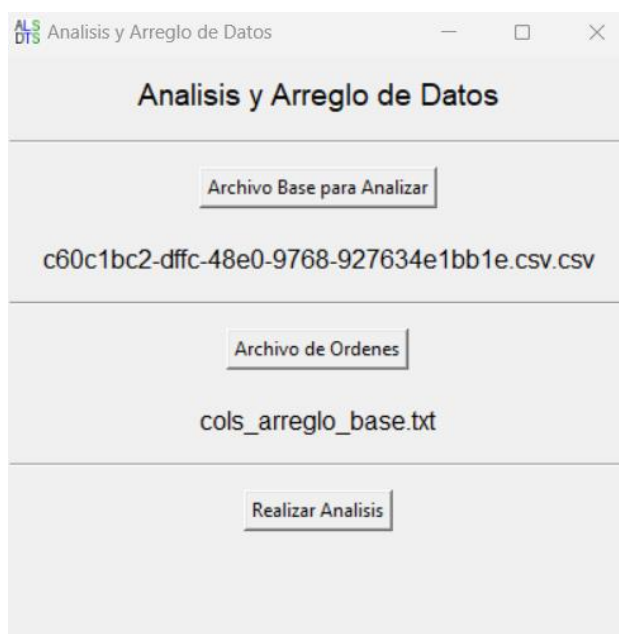 ALS
DTS
Analisis y Arreglo de Datos
Analisis y Arreglo de Datos
Archivo Base para Analizar
c60c1bc2-dffc-48e0-9768-927634e1bb1e.csv.csv
Archivo de Ordenes
cols_arreglo_base.txt
Realizar Analisis